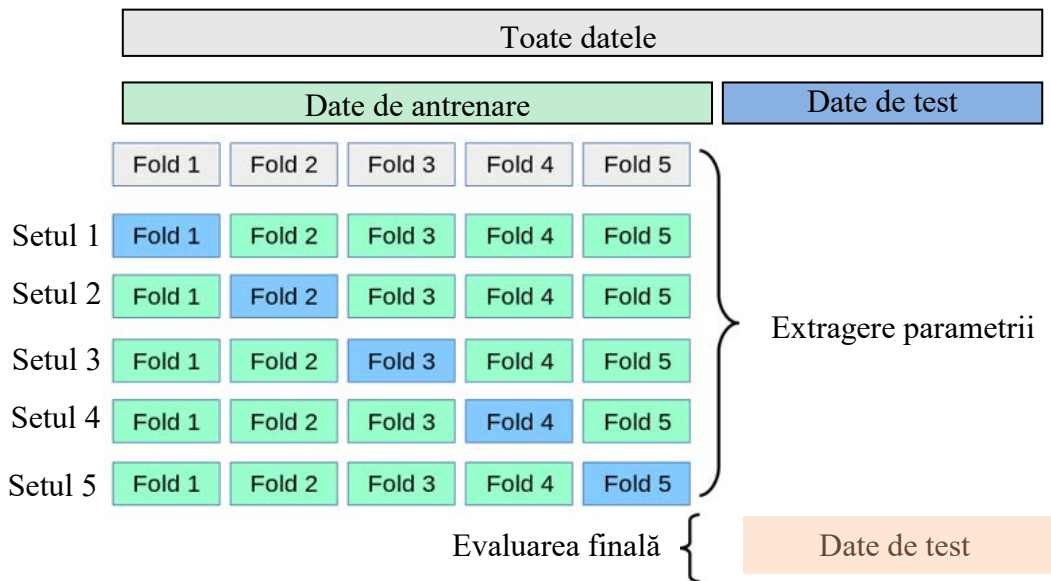 Toate datele
Date de antrenare Date de test
Fold 1 Fold 2 Fold 3 Fold 4 Fold 5
Setul 1 Fold 1 Fold 2 Fold 3 Fold 4 Fold 5
Setul 2 Fold 1 Fold 2 Fold 3 Fold 4 Fold 5
Extragere parametrii
Setul 3 Fold 1 Fold 2 Fold 3 Fold 4 Fold 5
Setul 4 Fold 1 Fold 2 Fold 3 Fold 4 Fold 5
Setul 5 Fold 1 Fold 2 Fold 3 Fold 4 Fold 5
Evaluarea finală Date de test